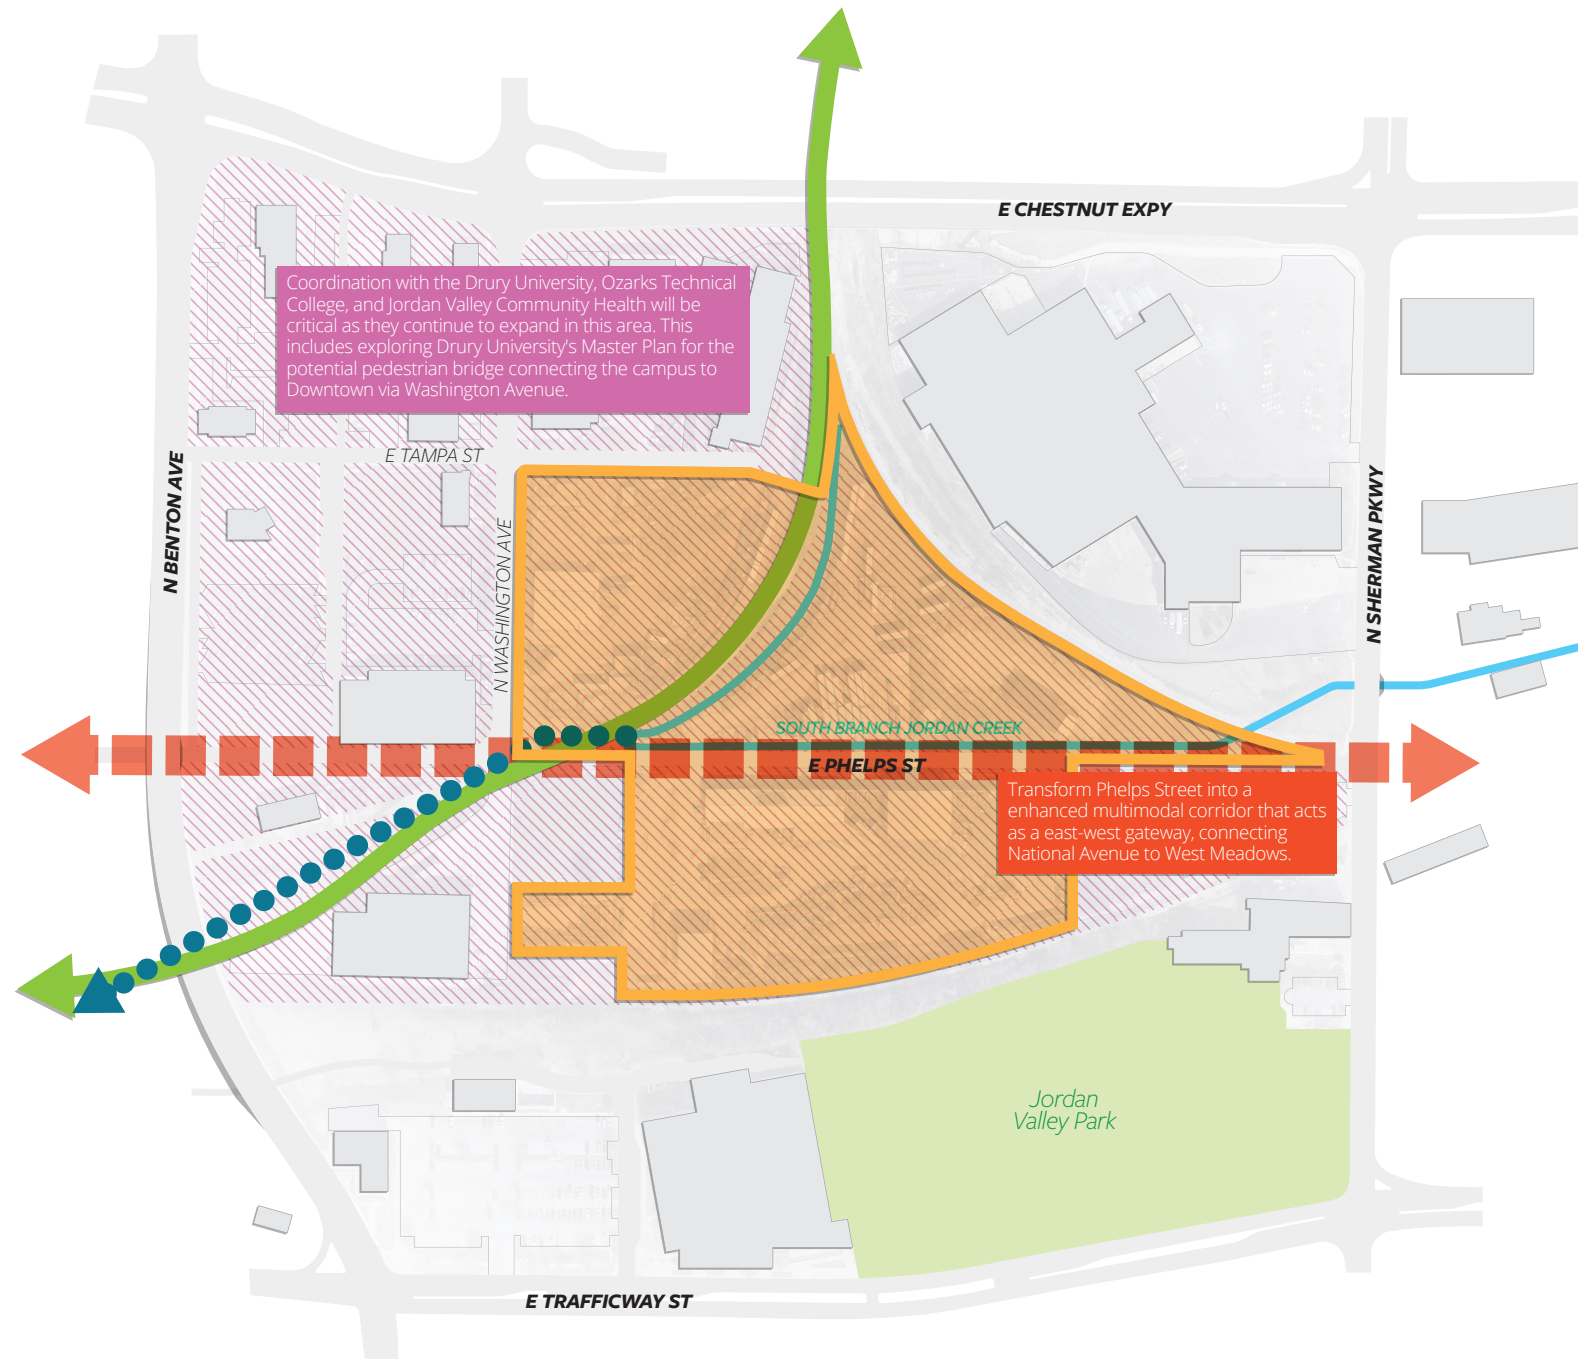 E CHESTNUT EXPY
Coordination with the Drury University, Ozarks Technical
College, and Jordan Valley Community Health will be
critical as they continue to expand in this area. This
includes exploring Drury University's Master Plan for the
potential pedestrian bridge connecting the campus to
Downtown via Washington Avenue.
E TAMPA ST
N BENTON AVE
N WASHINGTON AVE
N SHERMAN PKWY
SOUTH BRANCH JORDAN CREEK
E PHELPS ST
Transform Phelps Street into a
enhanced multimodal corridor that acts
as a east-west gateway, connecting
National Avenue to West Meadows.
Jordan
Valley Park
E TRAFFICWAY ST